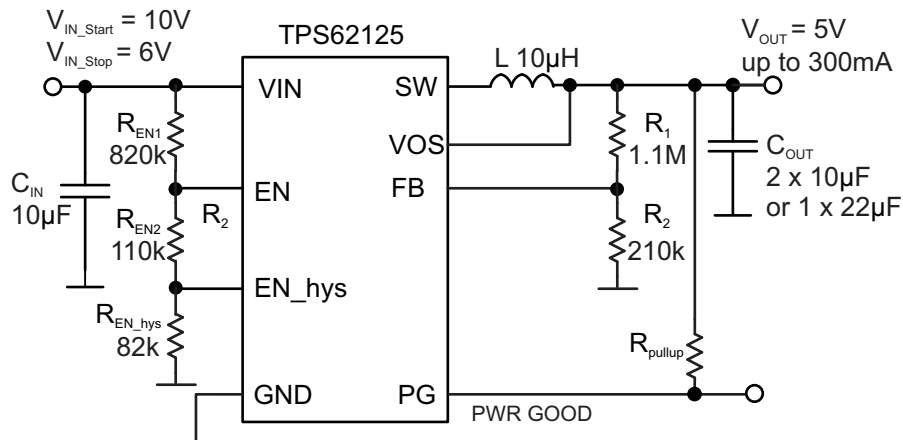 V_IN_Start = 10V
V_IN_Stop = 6V
TPS62125
L 10µH
V_OUT = 5V
up to 300mA
VIN
SW
R_EN1
820k
VOS
R_1
1.1M
C_IN
10µF
EN
R_2
FB
C_OUT
2 x 10µF
or 1 x 22µF
R_EN2
110k
R_2
210k
EN_hys
R_EN_hys
82k
R_pullup
GND
PG
PWR GOOD